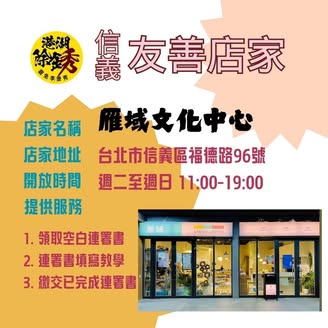 港湖
除銹秀
信義
友善店家
店家名稱 雁域文化中心
店家地址 台北市信義區福德路96號
開放時間 週二至週日 11:00-19:00
提供服務
1. 領取空白連署書
2. 連署書填寫教學
3. 繳交已完成連署書